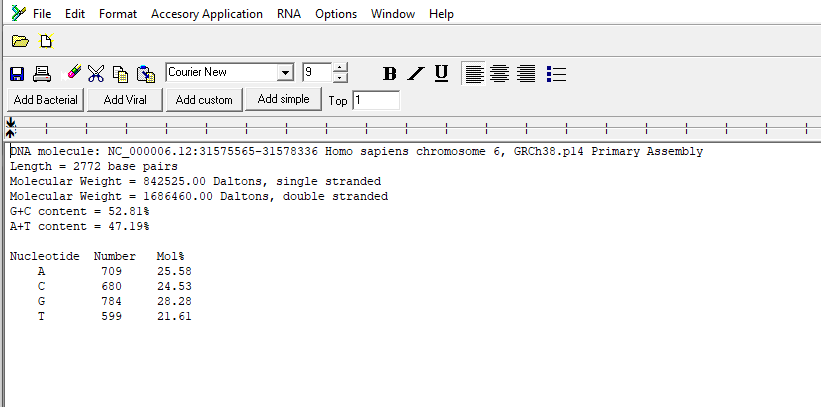 File Edit Format Accesory Application RNA Options Window Help
Courier New 9 B I U
Add Bacterial Add Viral Add custom Add simple Top 1
DNA molecule: NC_000006.12:31575565-31578336 Homo sapiens chromosome 6, GRCh38.p14 Primary Assembly
Length = 2772 base pairs
Molecular Weight = 842525.00 Daltons, single stranded
Molecular Weight = 1686460.00 Daltons, double stranded
G+C content = 52.81%
A+T content = 47.19%
Nucleotide Number Mol%
A 709 25.58
C 680 24.53
G 784 28.28
T 599 21.61